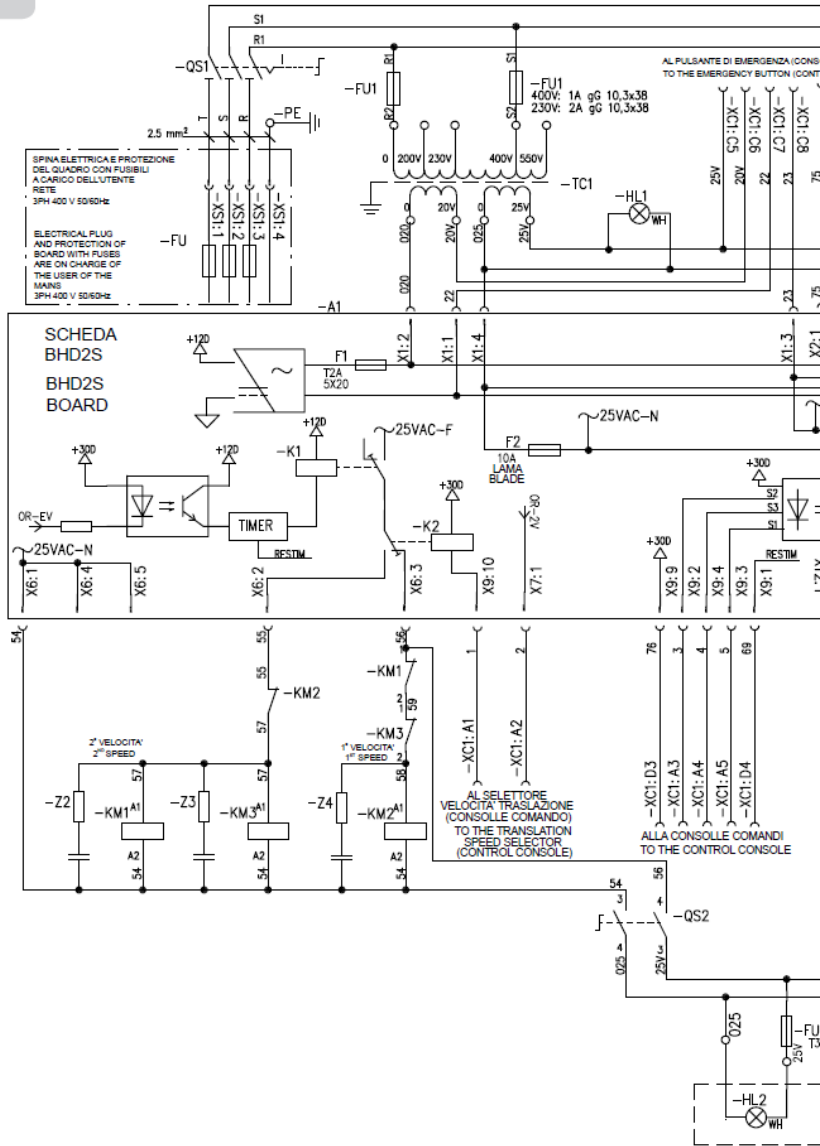 S1
R1
-QS1
AL PULSANTE DI EMERGENZA
TO THE EMERGENCY BUTTON
-XC1: C5
-XC1: C6
-XC1: C7
-XC1: C8
R1
-FU1
R2
S1
-FU1
400V: 1A gG 10,3x38
230V: 2A gG 10,3x38
S2
T
S
R
-PE
2.5 mm²
0
200V
230V
400V
550V
-TC1
25V
20V
22
23
75
SPINA ELETTRICA E PROTEZIONE
DEL QUADRO CON FUSIBILI
A CARICO DELL'UTENTE
RETE
3PH 400 V 50/60Hz
ELECTRICAL PLUG
AND PROTECTION OF
BOARD WITH FUSES
ARE ON CHARGE OF
THE USER OF THE
MAINS
3PH 400 V 50/60Hz
-FU
-XS1:1
-XS1:2
-XS1:3
-XS1:4
0
20V
0
25V
020
20V
025
25V
-HL1
WH
020
22
23
75
-A1
SCHEDA
BHD2S
BHD2S
BOARD
+12D
~
F1
T2A
5X20
X1:2
X1:1
X1:4
X1:3
X2:1
+12D
-K1
25VAC-F
F2
10A
LAMA
BLADE
25VAC-N
+30D
+12D
OR-EV
TIMER
RESTIM
-K2
+30D
OR-2V
+30D
+30D
S2
S3
S1
RESTIM
25VAC-N
X6:1
X6:4
X6:5
X6:2
X6:3
X9:10
X7:1
X9:9
X9:2
X9:4
X9:3
X9:1
54
55
56
1
2
76
3
4
5
69
55
-KM2
57
1
-KM1
2
1
59
-KM3
2
2ª VELOCITA'
2ND SPEED
1ª VELOCITA'
1ST SPEED
57
57
58
-Z2
-KM1
A1
A2
54
-Z3
-KM3
A1
A2
54
-Z4
-KM2
A1
A2
54
-XC1: A1
-XC1: A2
AL SELETTORE
VELOCITA' TRASLAZIONE
(CONSOLLE COMANDO)
TO THE TRANSLATION
SPEED SELECTOR
(CONTROL CONSOLE)
-XC1: D3
-XC1: A3
-XC1: A4
-XC1: A5
-XC1: D4
ALLA CONSOLLE COMANDI
TO THE CONTROL CONSOLE
54
56
3
4
-QS2
4
3
025
25V
025
-FU
25V
-HL2
WH